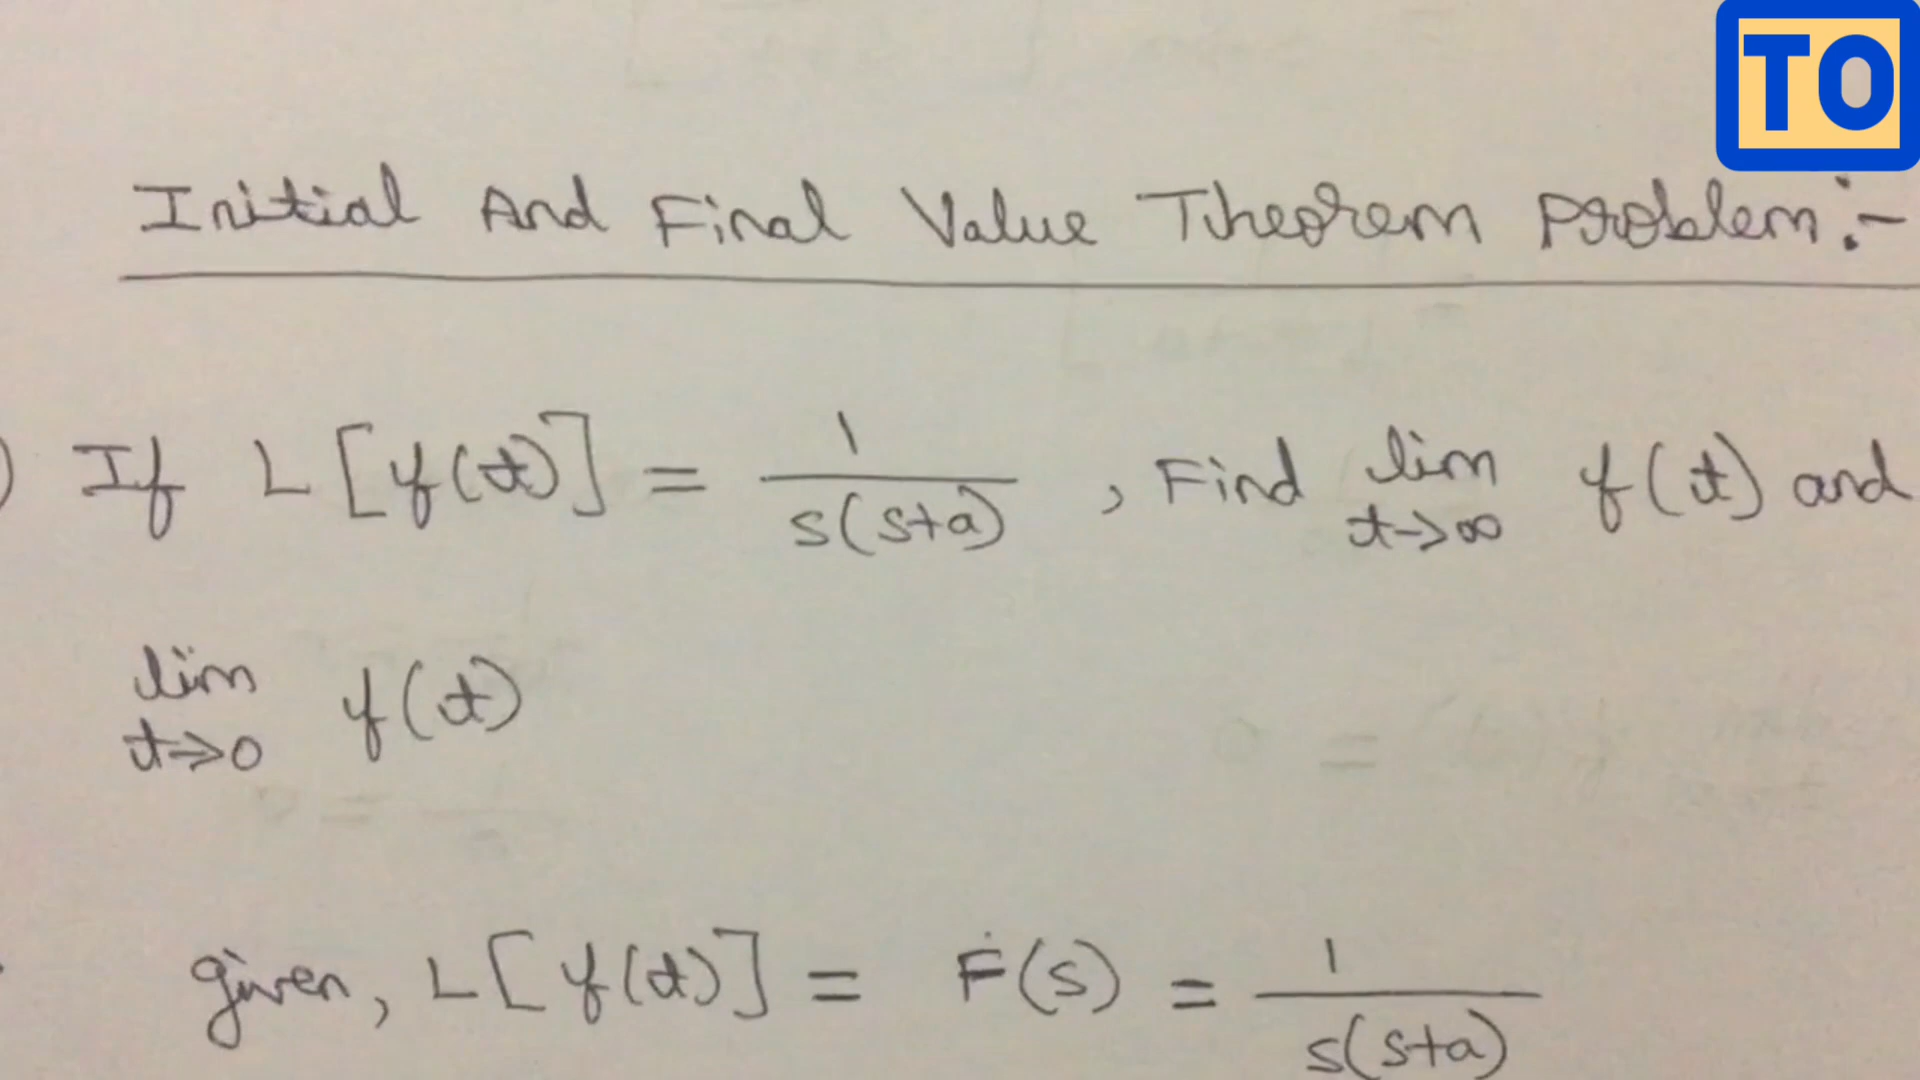 TO
Initial And Final Value Theorem Problem:-
) If L[f(t)] = 1/s(s+a) , Find lim t→∞ f(t) and
lim t→0 f(t)
given, L[f(t)] = F(s) = 1/s(s+a)